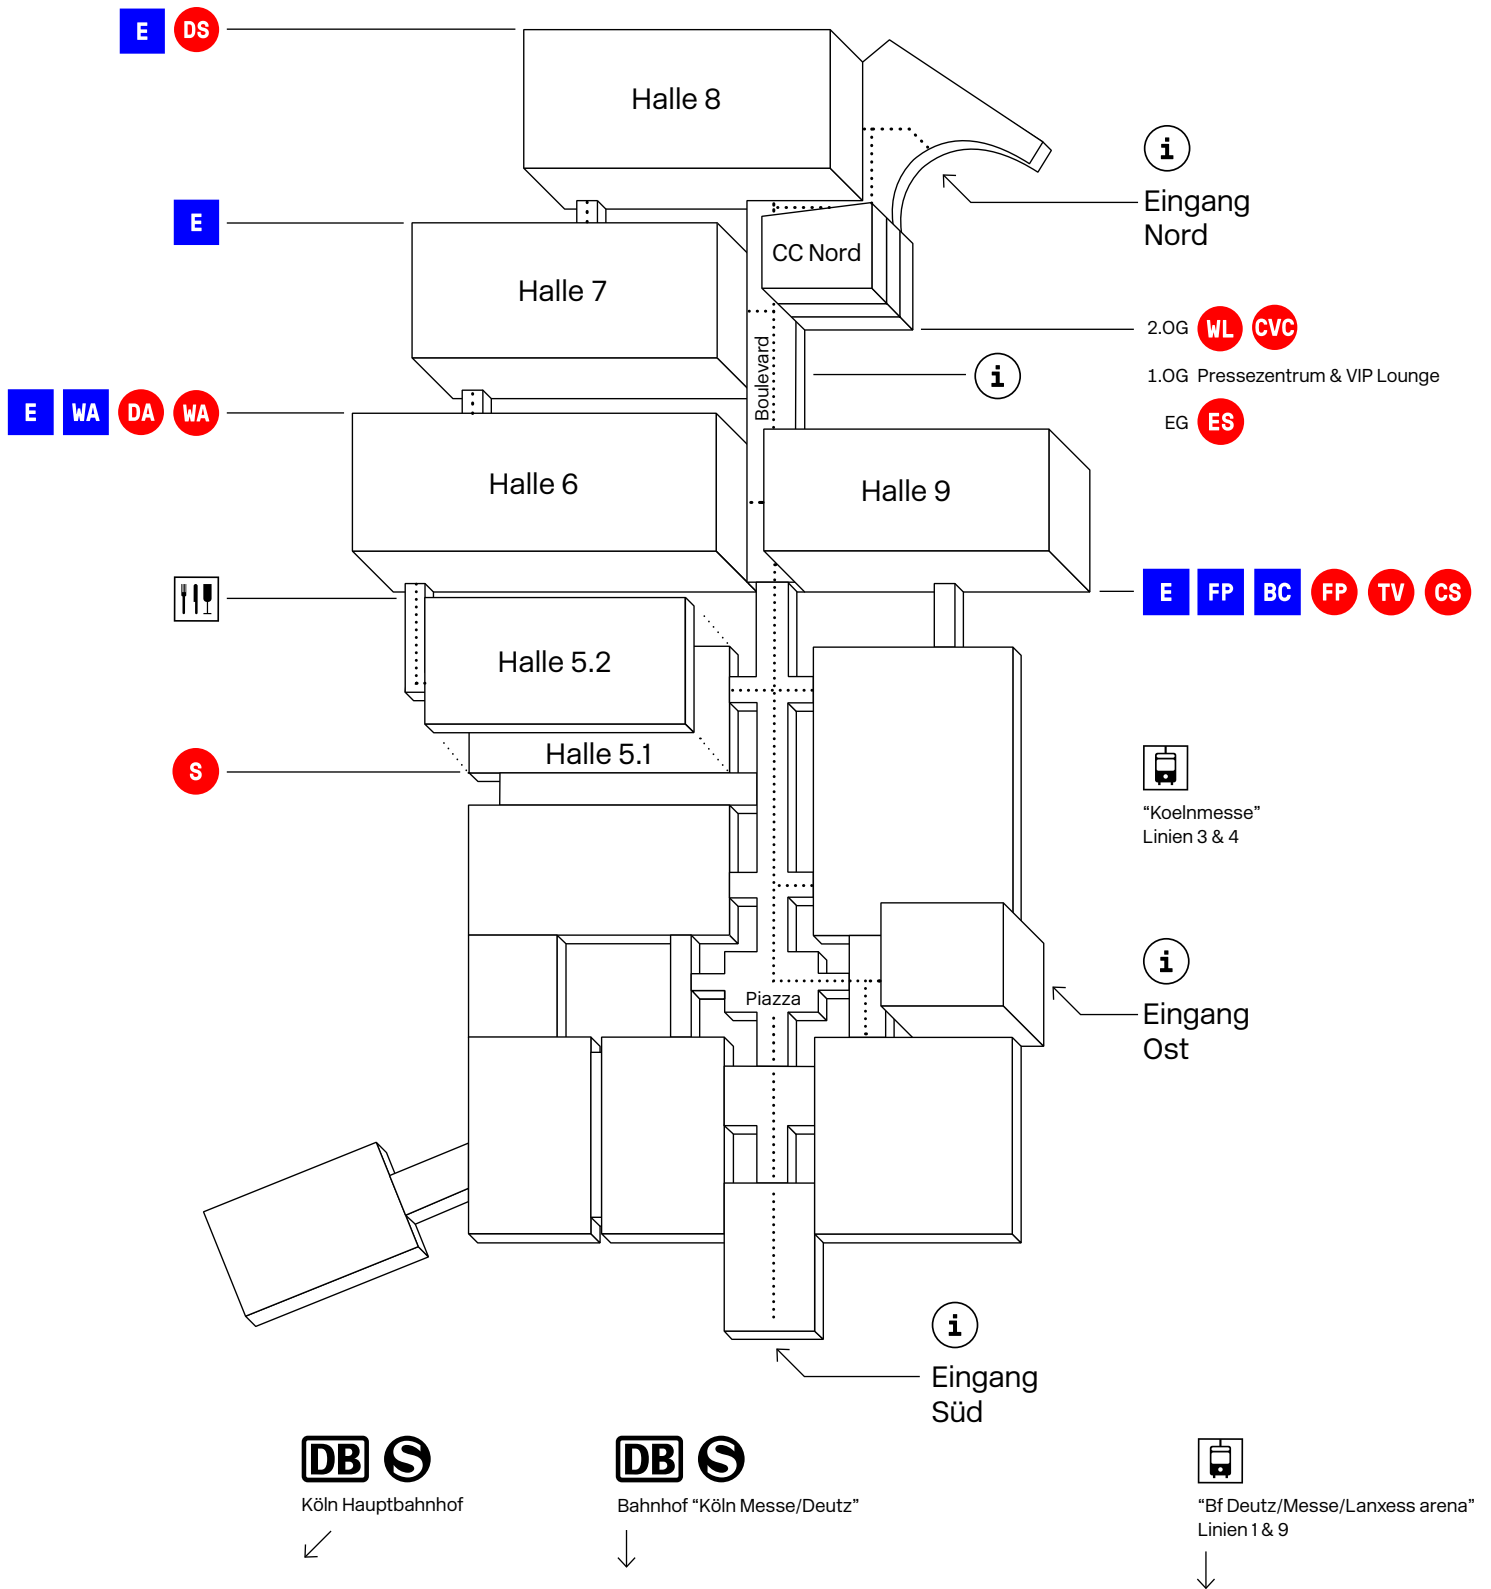 E DS
Halle 8
i
Eingang
Nord
E
CC Nord
Halle 7
2.OG WL CVC
Boulevard
i
1.OG Pressezentrum & VIP Lounge
E WA DA WA
EG ES
Halle 6
Halle 9
E FP BC FP TV CS
Halle 5.2
Halle 5.1
S
"Koelnmesse"
Linien 3 & 4
i
Piazza
Eingang
Ost
i
Eingang
Süd
DB S
Köln Hauptbahnhof
DB S
Bahnhof "Köln Messe/Deutz"
"Bf Deutz/Messe/Lanxess arena"
Linien 1 & 9